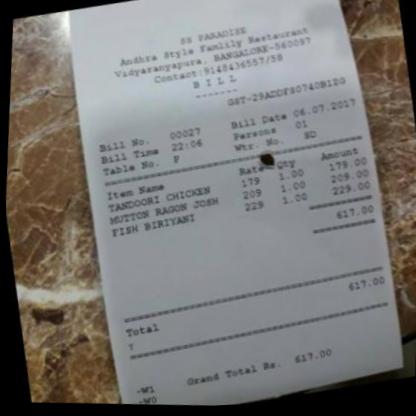 SS PARADISE
Andhra Style Famlily Restaurant
Vidyaranyapura, BANGALORE-560097
Contact:9148436557/58
B I L L
-------
GST-29ADDFS0740B1ZG
Bill No. 00027 Bill Date 06.07.2017
Bill Time 22:06 Persons 01
Table No. P Wtr. No. SD
Item Name Rate Qty Amount
TANDOORI CHICKEN 179 1.00 179.00
MUTTON RAGON JOSH 209 1.00 209.00
FISH BIRIYANI 229 1.00 229.00
617.00
617.00
Total
Y
Grand Total Rs. 617.00
-W1
-W0